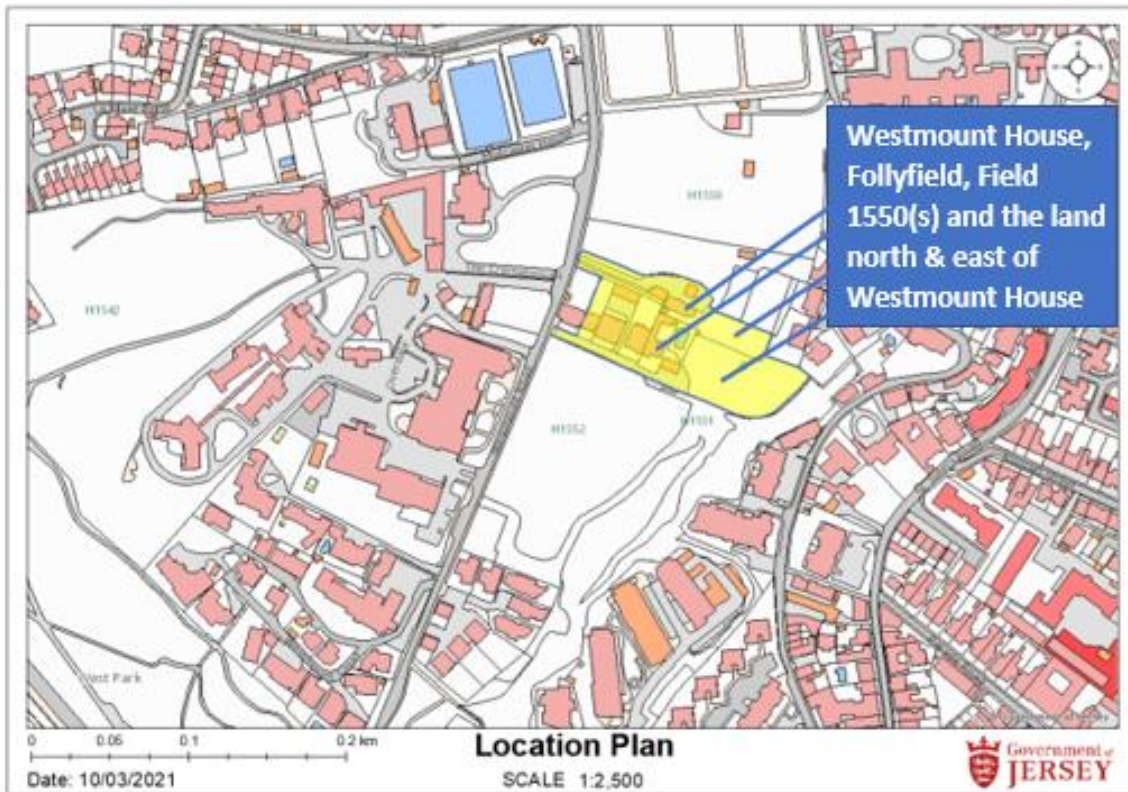 Westmount House,
Follyfield, Field
1550(s) and the land
north & east of
Westmount House
H1542
H1552
H1551
West Park
0 0.05 0.1 0.2 km
Location Plan
SCALE 1:2,500
Date: 10/03/2021
Government of
JERSEY